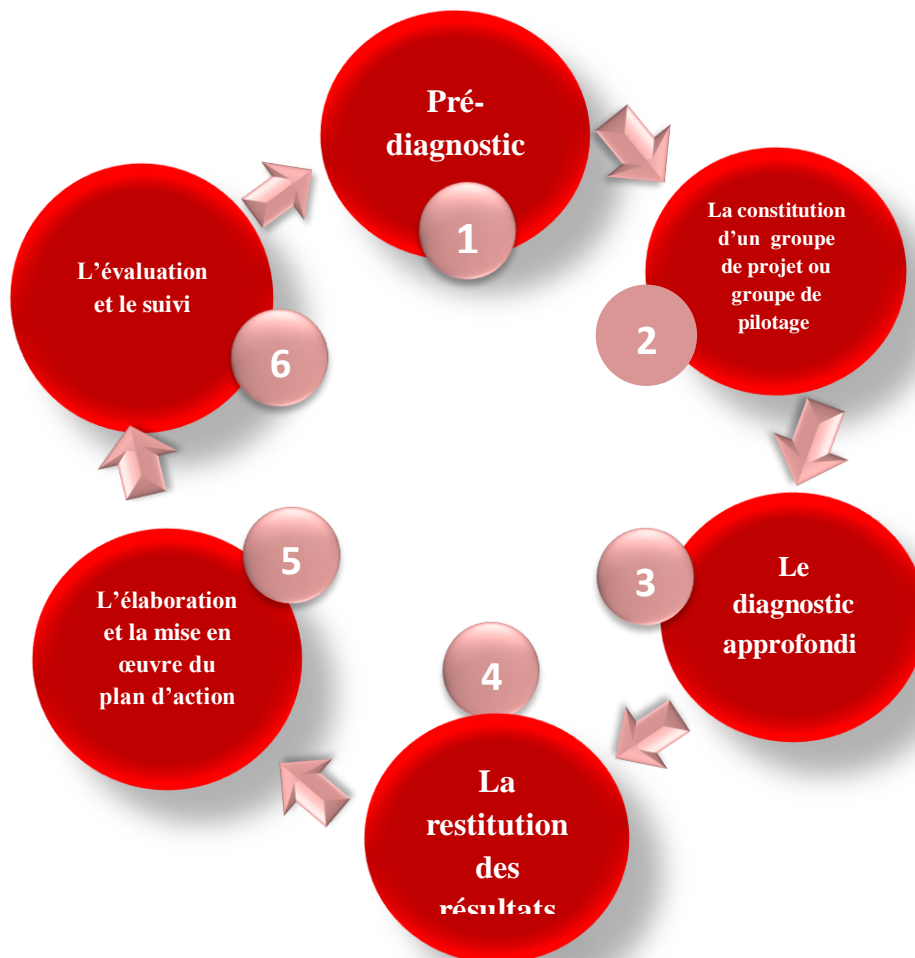 Pré-
diagnostic
1
La constitution
d’un groupe
de projet ou
groupe de
pilotage
2
Le
diagnostic
approfondi
3
La
restitution
des
résultats
4
L’élaboration
et la mise en
œuvre du
plan d’action
5
L’évaluation
et le suivi
6